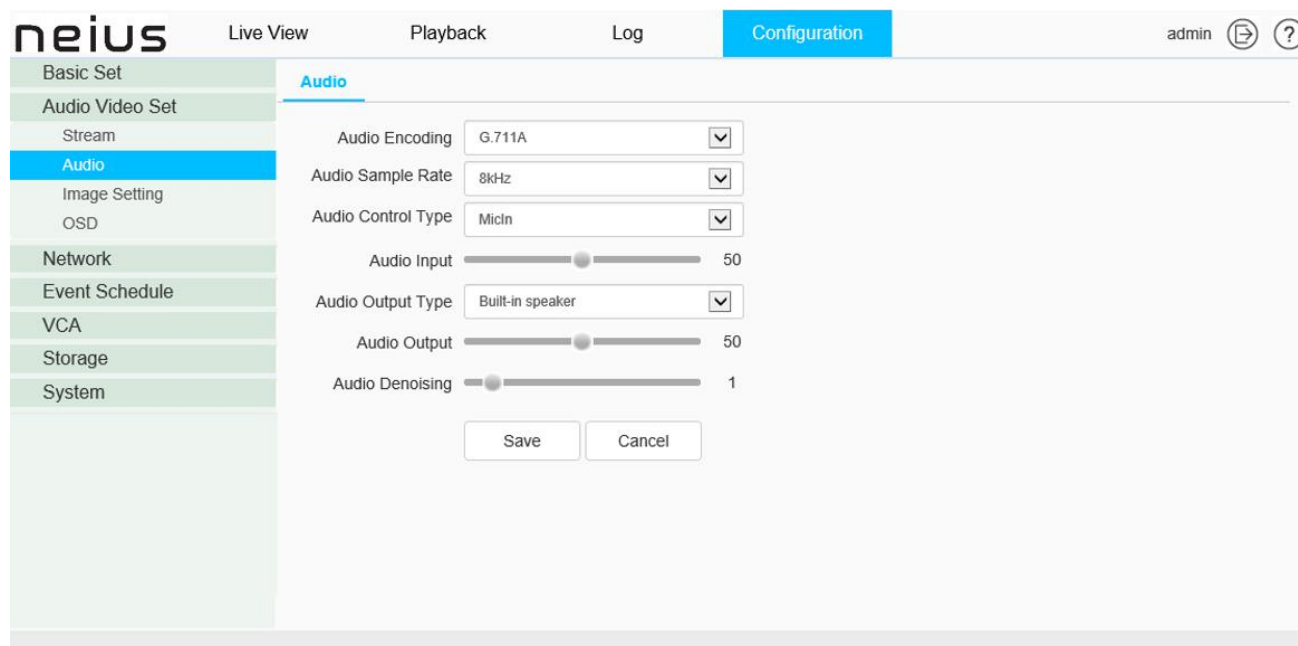 neius Live View Playback Log Configuration admin ?
Basic Set
Audio Video Set
Stream
Audio
Image Setting
OSD
Network
Event Schedule
VCA
Storage
System
Audio
Audio Encoding G.711A
Audio Sample Rate 8kHz
Audio Control Type MicIn
Audio Input 50
Audio Output Type Built-in speaker
Audio Output 50
Audio Denoising 1
Save Cancel